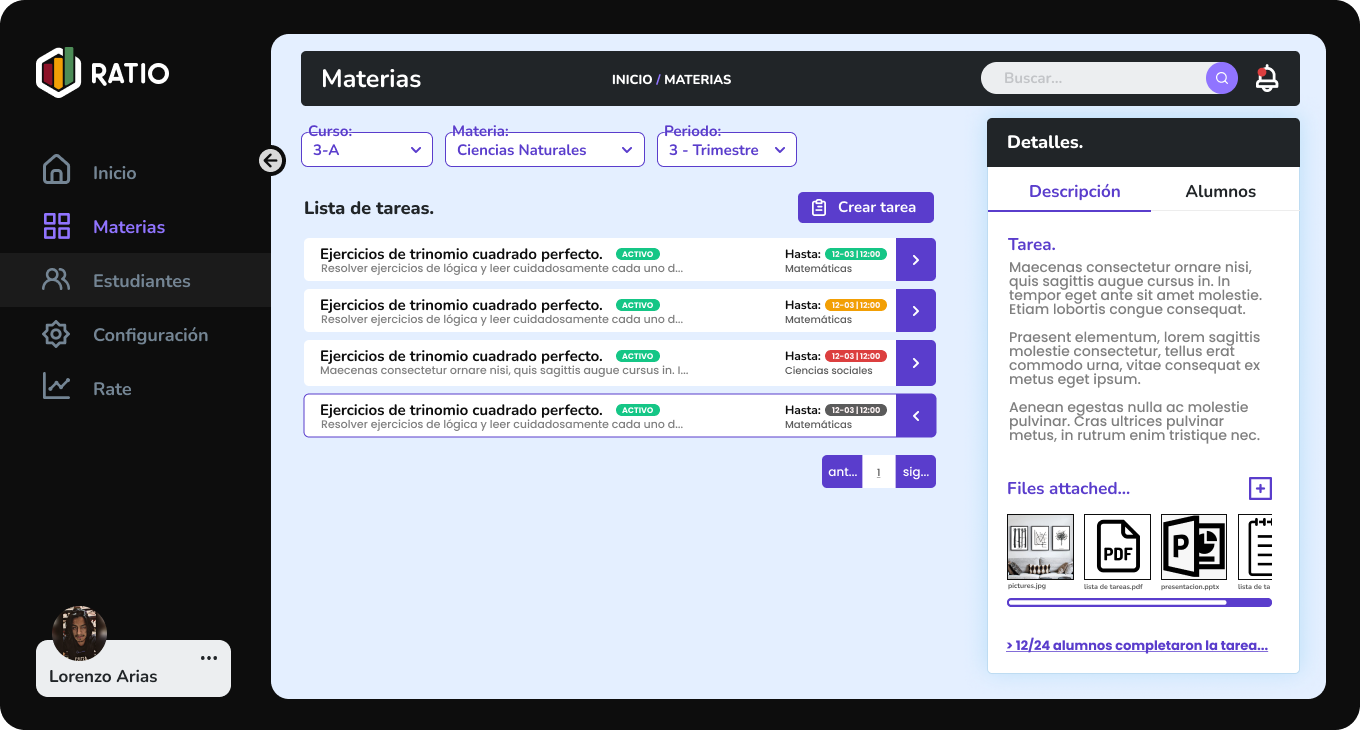 RATIO
Inicio
Materias
Estudiantes
Configuración
Rate
Lorenzo Arias
Materias
INICIO / MATERIAS
Buscar...
Curso:
3-A
Materia:
Ciencias Naturales
Periodo:
3 - Trimestre
Lista de tareas.
Crear tarea
Ejercicios de trinomio cuadrado perfecto. ACTIVO
Resolver ejercicios de lógica y leer cuidadosamente cada uno d...
Hasta: 12-03 | 12:00
Matemáticas
Ejercicios de trinomio cuadrado perfecto. ACTIVO
Resolver ejercicios de lógica y leer cuidadosamente cada uno d...
Hasta: 12-03 | 12:00
Matemáticas
Ejercicios de trinomio cuadrado perfecto. ACTIVO
Maecenas consectetur ornare nisi, quis sagittis augue cursus in. I...
Hasta: 12-03 | 12:00
Ciencias sociales
Ejercicios de trinomio cuadrado perfecto. ACTIVO
Resolver ejercicios de lógica y leer cuidadosamente cada uno d...
Hasta: 12-03 | 12:00
Matemáticas
ant... 1 sig...
Detalles.
Descripción Alumnos
Tarea.
Maecenas consectetur ornare nisi,
quis sagittis augue cursus in. In
tempor eget ante sit amet molestie.
Etiam lobortis congue consequat.
Praesent elementum, lorem sagittis
molestie consectetur, tellus erat
commodo urna, vitae consequat ex
metus eget ipsum.
Aenean egestas nulla ac molestie
pulvinar. Cras ultrices pulvinar
metus, in rutrum enim tristique nec.
Files attached...
PDF
P
pictures.jpg
lista de tareas.pdf
presentacion.pptx
lista de ta
> 12/24 alumnos completaron la tarea...